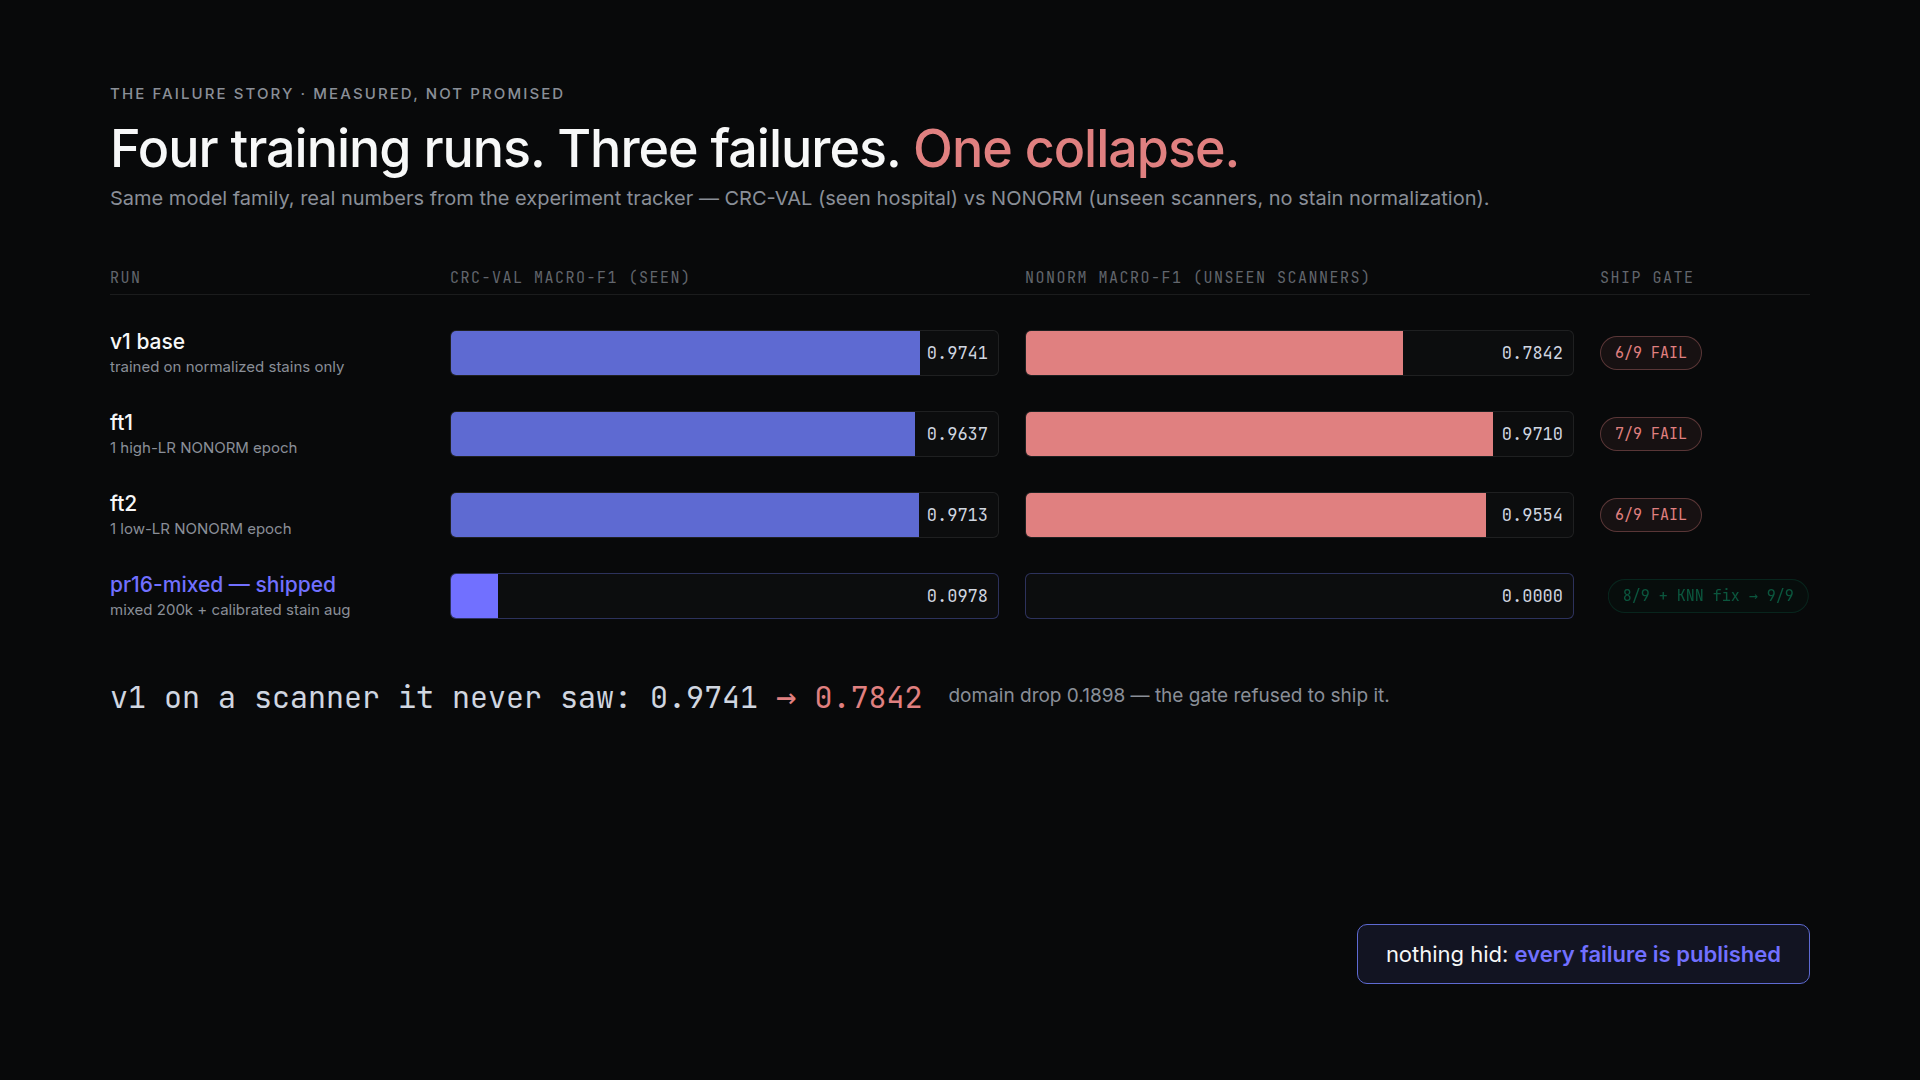 THE FAILURE STORY · MEASURED, NOT PROMISED
Four training runs. Three failures. One collapse.
Same model family, real numbers from the experiment tracker — CRC-VAL (seen hospital) vs NONORM (unseen scanners, no stain normalization).
RUN CRC-VAL MACRO-F1 (SEEN) NONORM MACRO-F1 (UNSEEN SCANNERS) SHIP GATE
v1 base
trained on normalized stains only
0.9741 0.7842 6/9 FAIL
ft1
1 high-LR NONORM epoch
0.9637 0.9710 7/9 FAIL
ft2
1 low-LR NONORM epoch
0.9713 0.9554 6/9 FAIL
pr16-mixed — shipped
mixed 200k + calibrated stain aug
0.0978 0.0000 8/9 + KNN fix → 9/9
v1 on a scanner it never saw: 0.9741 → 0.7842 domain drop 0.1898 — the gate refused to ship it.
nothing hid: every failure is published